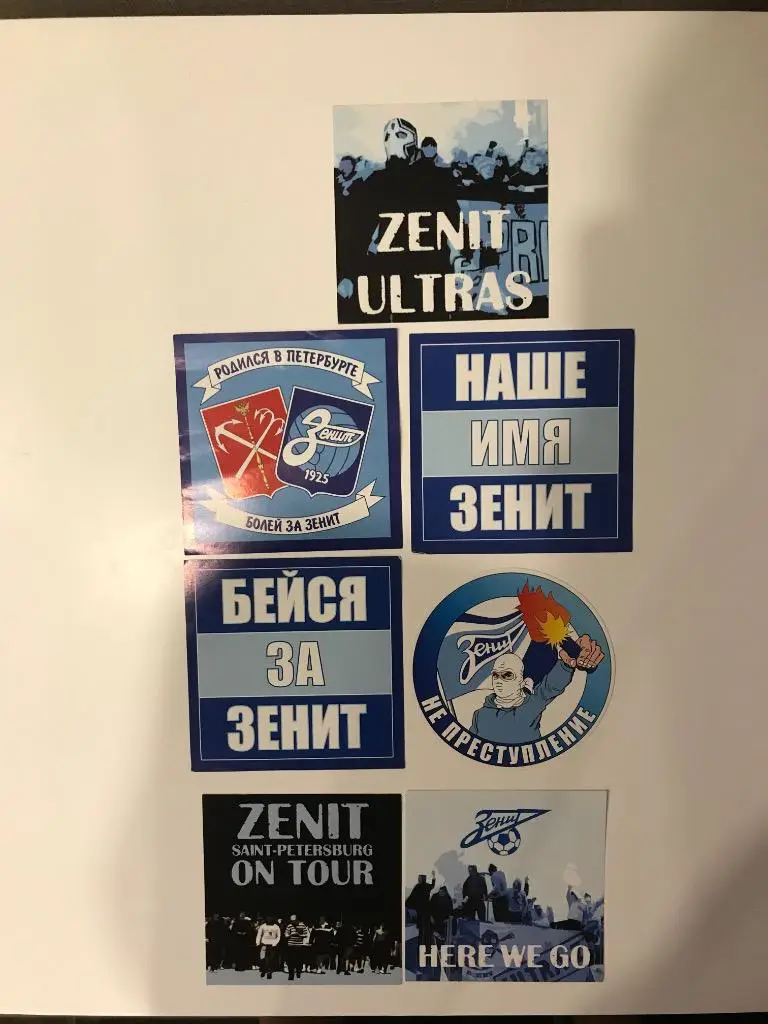 ZENIT
ULTRAS
РОДИЛСЯ В ПЕТЕРБУРГЕ
Зенит
1925
БОЛЕЙ ЗА ЗЕНИТ
НАШЕ
ИМЯ
ЗЕНИТ
БЕЙСЯ
ЗА
ЗЕНИТ
Зенит
НЕ ПРЕСТУПЛЕНИЕ
ZENIT
SAINT-PETERSBURG
ON TOUR
Зенит
HERE WE GO